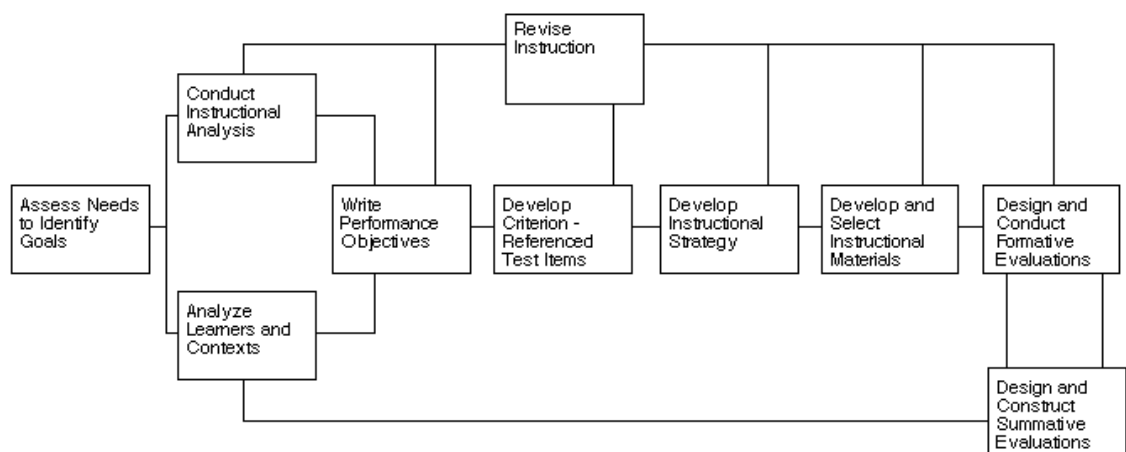 Revise
Instruction
Conduct
Instructional
Analysis
Assess Needs
to Identify
Goals
Write
Performance
Objectives
Develop
Criterion -
Referenced
Test Items
Develop
Instructional
Strategy
Develop and
Select
Instructional
Materials
Design and
Conduct
Formative
Evaluations
Analyze
Learners and
Contexts
Design and
Construct
Summative
Evaluations